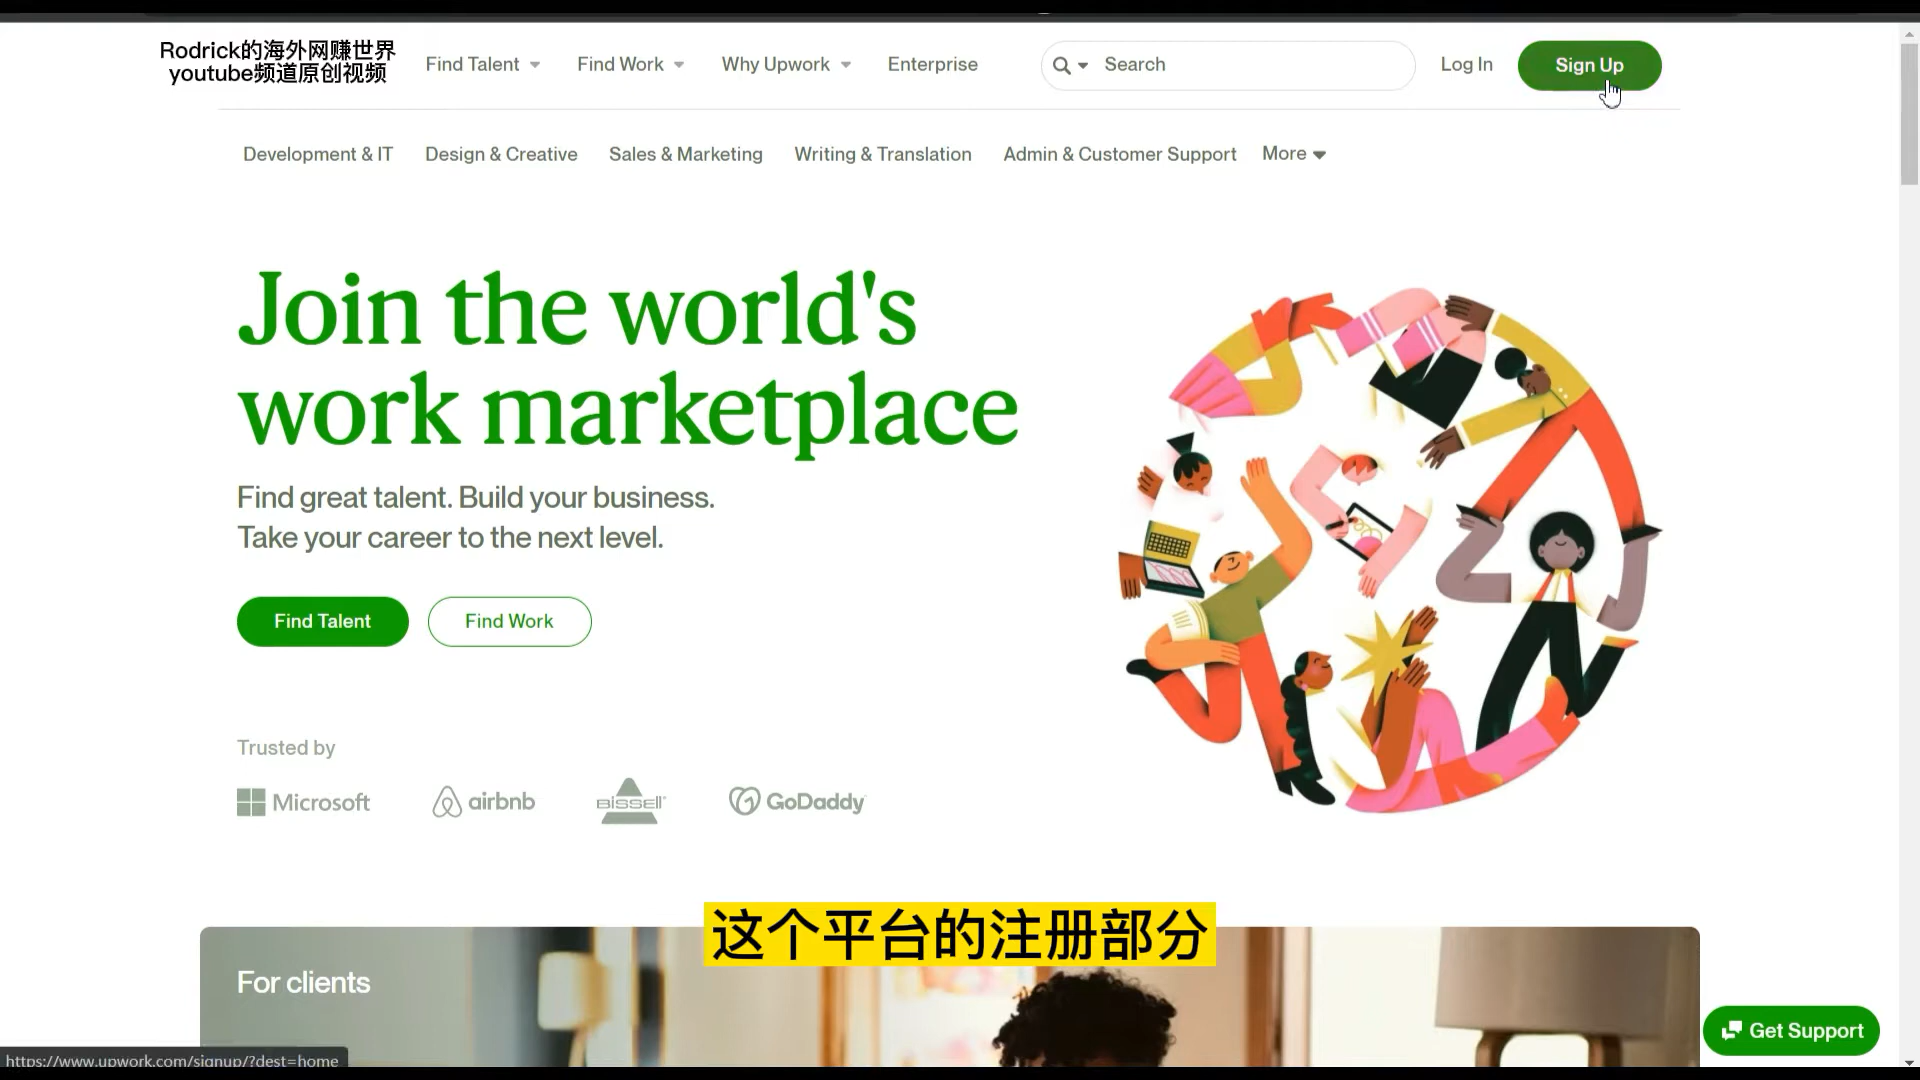 Rodrick的海外网赚世界
youtube频道原创视频
Find Talent
Find Work
Why Upwork
Enterprise
Search
Log In
Sign Up
Development & IT
Design & Creative
Sales & Marketing
Writing & Translation
Admin & Customer Support
More
Join the world's
work marketplace
Find great talent. Build your business.
Take your career to the next level.
Find Talent
Find Work
Trusted by
Microsoft
airbnb
BISSELL
GoDaddy
这个平台的注册部分
For clients
Get Support
https://www.upwork.com/signup/?dest=home